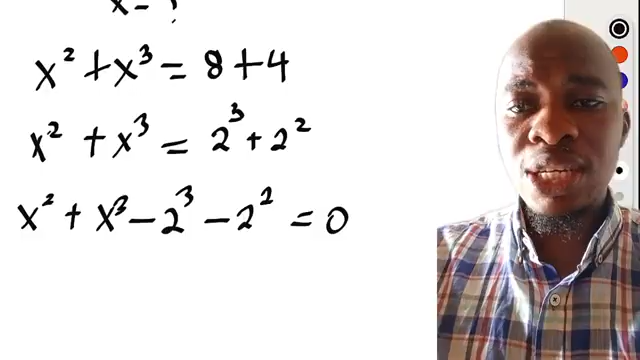 x = ?
x² + x³ = 8 + 4
x² + x³ = 2³ + 2²
x² + x³ - 2³ - 2² = 0